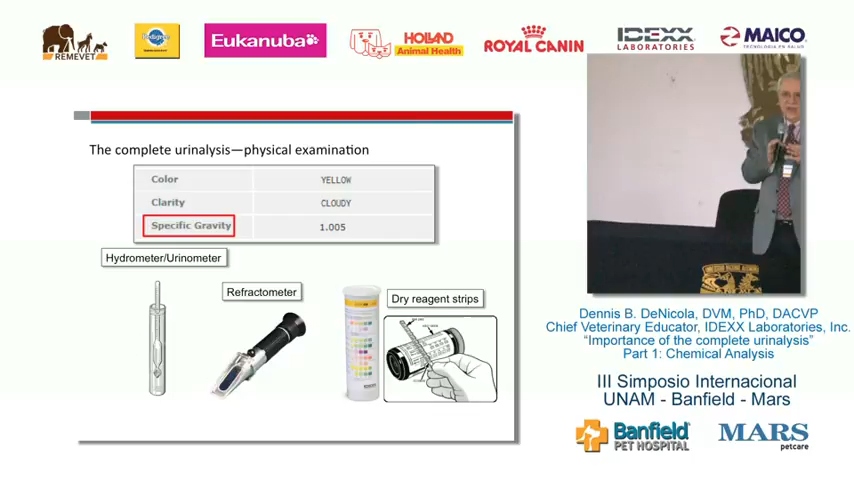 REMEVET
Pedigree
Eukanuba
HOLLAND
Animal Health
ROYAL CANIN
IDEXX
LABORATORIES
MAICO
TECNOLOGÍA EN SALUD
The complete urinalysis—physical examination
Color YELLOW
Clarity CLOUDY
Specific Gravity 1.005
Hydrometer/Urinometer
Refractometer
Dry reagent strips
Dennis B. DeNicola, DVM, PhD, DACVP
Chief Veterinary Educator, IDEXX Laboratories, Inc.
“Importance of the complete urinalysis”
Part 1: Chemical Analysis
III Simposio Internacional
UNAM - Banfield - Mars
Banfield
PET HOSPITAL
MARS
petcare